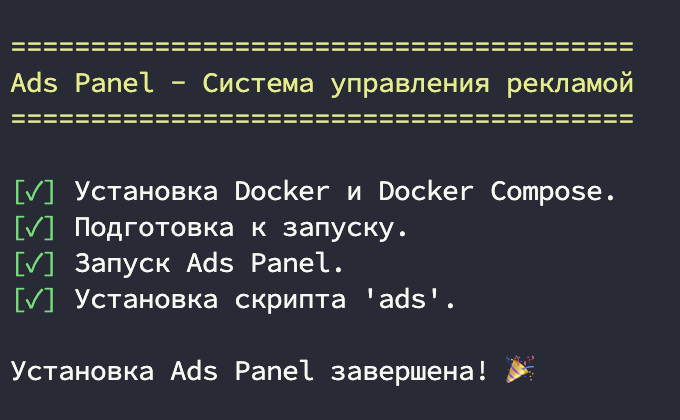 =======================================
Ads Panel - Система управления рекламой
=======================================
[✓] Установка Docker и Docker Compose.
[✓] Подготовка к запуску.
[✓] Запуск Ads Panel.
[✓] Установка скрипта 'ads'.
Установка Ads Panel завершена! 🎉